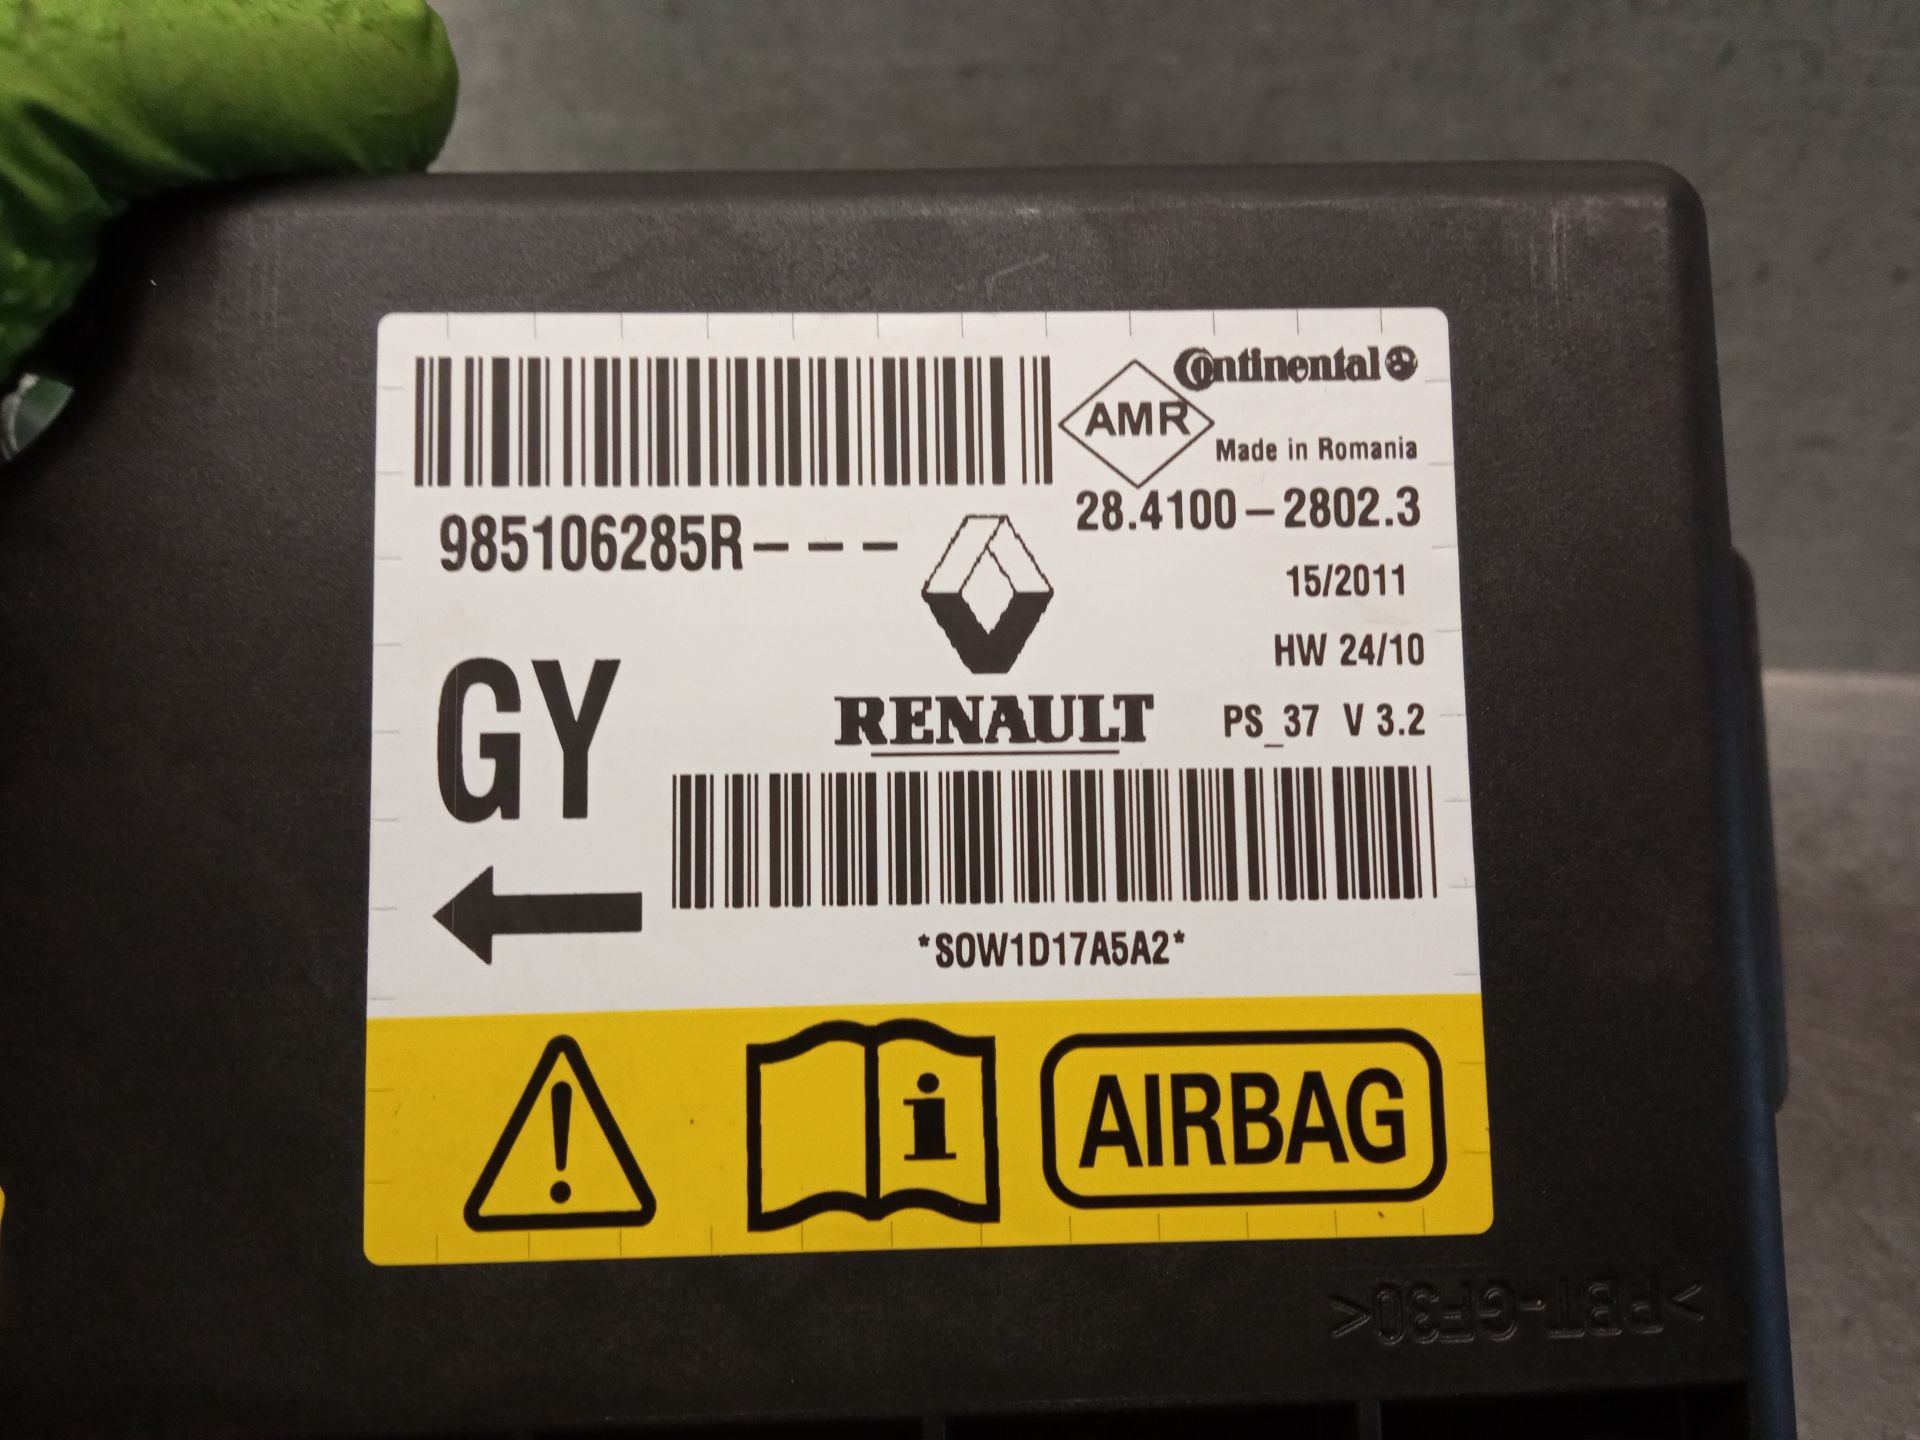 Continental
AMR
Made in Romania
985106285R---
28.4100-2802.3
15/2011
HW 24/10
GY
RENAULT
PS_37 V 3.2
*S0W1D17A5A2*
i
AIRBAG
>PBT-GF30<